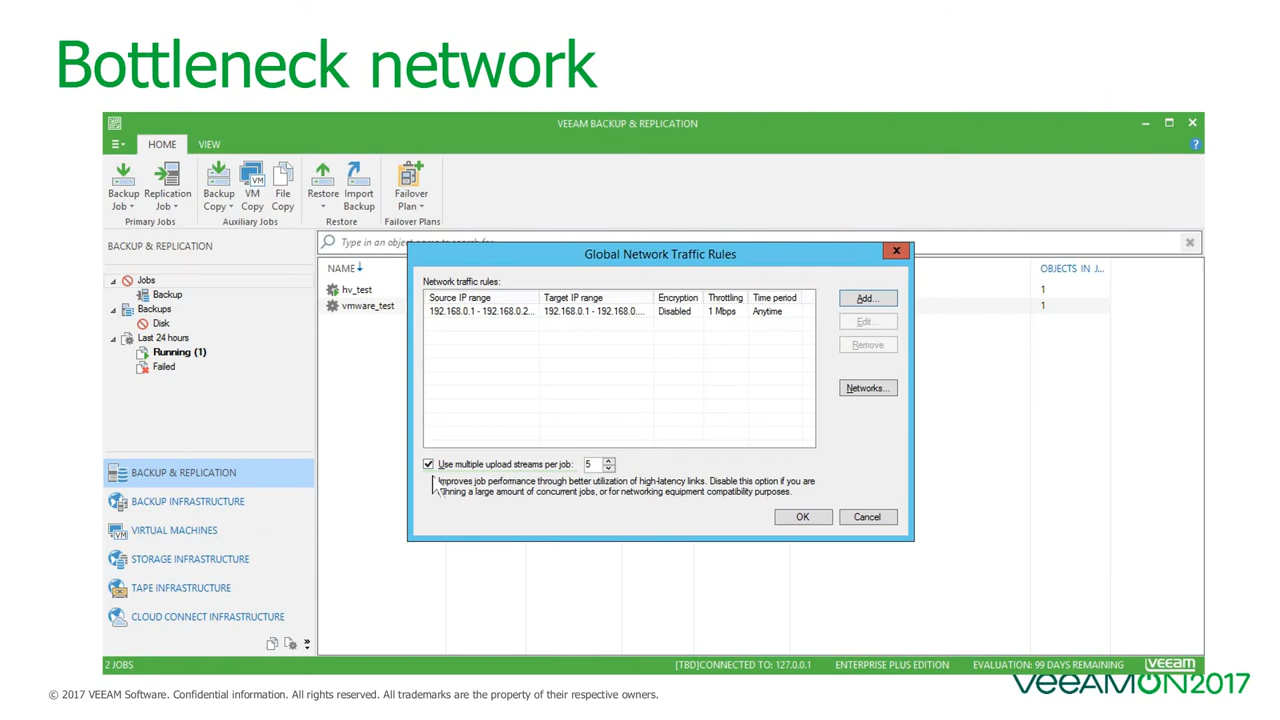 Bottleneck network
VEEAM BACKUP & REPLICATION
HOME VIEW
Backup Job Replication Job Backup Copy VM Copy File Copy Restore Import Backup Failover Plan
Primary Jobs Auxiliary Jobs Restore Failover Plans
BACKUP & REPLICATION
Jobs
Backup
Backups
Disk
Last 24 hours
Running (1)
Failed
BACKUP & REPLICATION
BACKUP INFRASTRUCTURE
VIRTUAL MACHINES
STORAGE INFRASTRUCTURE
TAPE INFRASTRUCTURE
CLOUD CONNECT INFRASTRUCTURE
Type in an object name to search for
NAME OBJECTS IN J...
hv_test 1
vmware_test 1
Global Network Traffic Rules
Network traffic rules:
Source IP range Target IP range Encryption Throttling Time period
192.168.0.1 - 192.168.0.2... 192.168.0.1 - 192.168.0.... Disabled 1 Mbps Anytime
Add...
Edit...
Remove
Networks...
Use multiple upload streams per job: 5
Improves job performance through better utilization of high-latency links. Disable this option if you are
running a large amount of concurrent jobs, or for networking equipment compatibility purposes.
OK Cancel
2 JOBS [TBD]CONNECTED TO: 127.0.0.1 ENTERPRISE PLUS EDITION EVALUATION: 99 DAYS REMAINING veeam
© 2017 VEEAM Software. Confidential information. All rights reserved. All trademarks are the property of their respective owners.
VEEAMON2017